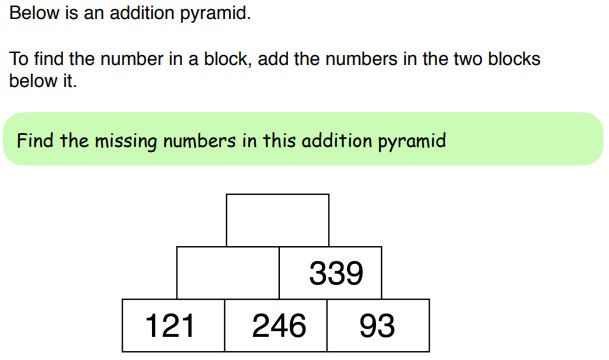 Below is an addition pyramid.
To find the number in a block, add the numbers in the two blocks
below it.
Find the missing numbers in this addition pyramid
339
121 246 93